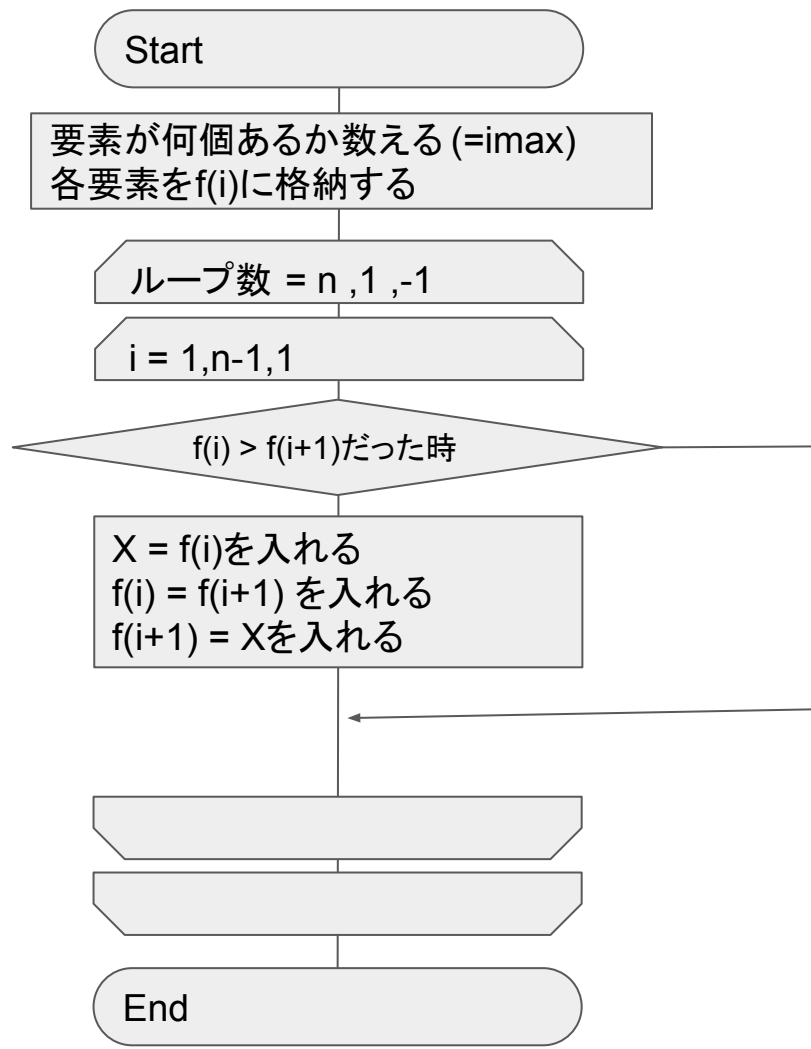 Start
要素が何個あるか数える (=imax)
各要素をf(i)に格納する
ループ数 = n ,1 ,-1
i = 1,n-1,1
f(i) > f(i+1)だった時
X = f(i)を入れる
f(i) = f(i+1) を入れる
f(i+1) = Xを入れる
End